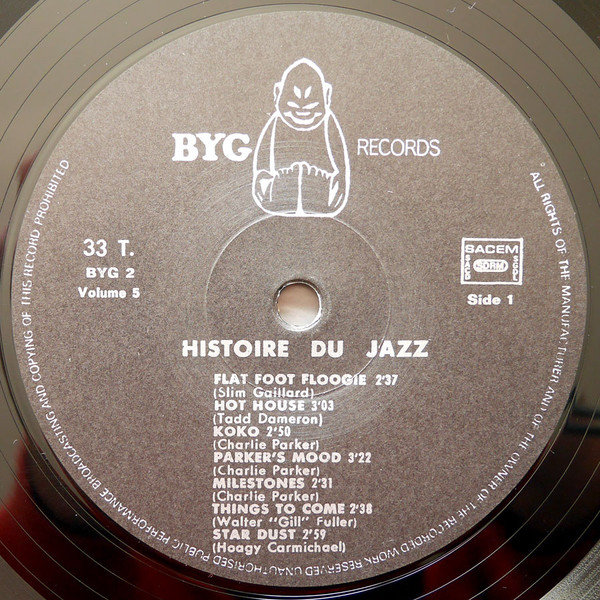 BYG RECORDS
33 T.
BYG 2
Volume 5
SACEM
SACD SDRM SGDL
Side 1
HISTOIRE DU JAZZ
FLAT FOOT FLOOGIE 2'37
(Slim Gaillard)
HOT HOUSE 3'03
(Tadd Dameron)
KOKO 2'50
(Charlie Parker)
PARKER'S MOOD 3'22
(Charlie Parker)
MILESTONES 2'31
(Charlie Parker)
THINGS TO COME 2'38
(Walter "Gill" Fuller)
STAR DUST 2'59
(Hoagy Carmichael)
ALL RIGHTS OF THE MANUFACTURER AND OF THE OWNER OF THE RECORDED WORK RESERVED UNAUTHORISED PUBLIC PERFORMANCE BROADCASTING AND COPYING OF THIS RECORD PROHIBITED